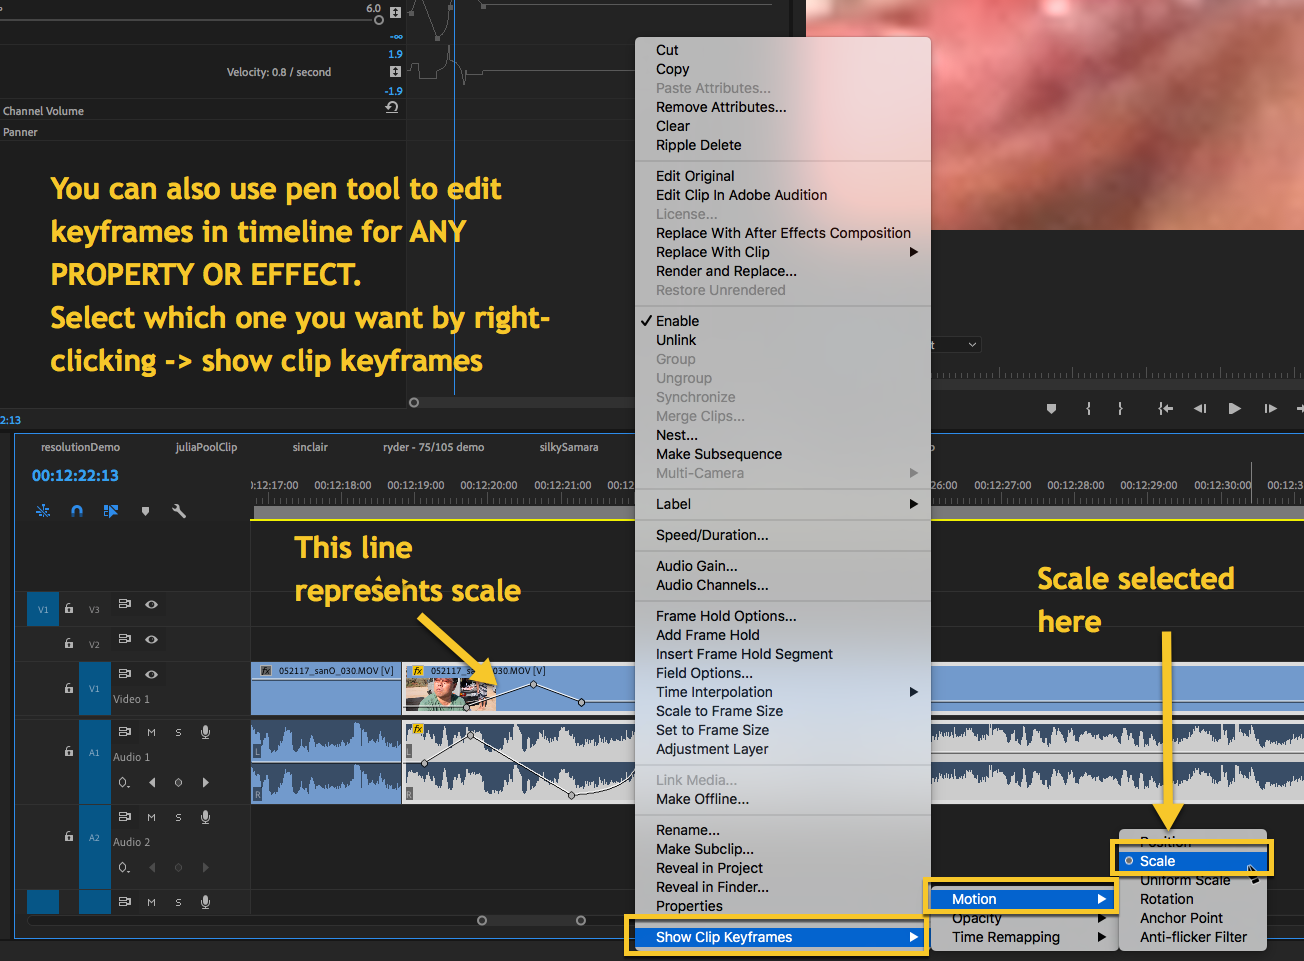 6.0
-∞
1.9
Velocity: 0.8 / second
-1.9
Channel Volume
Panner
You can also use pen tool to edit
keyframes in timeline for ANY
PROPERTY OR EFFECT.
Select which one you want by right-
clicking -> show clip keyframes
2:13
Cut
Copy
Paste Attributes...
Remove Attributes...
Clear
Ripple Delete
Edit Original
Edit Clip In Adobe Audition
License...
Replace With After Effects Composition
Replace With Clip
Render and Replace...
Restore Unrendered
Enable
Unlink
Group
Ungroup
Synchronize
Merge Clips...
Nest...
Make Subsequence
Multi-Camera
Label
Speed/Duration...
Audio Gain...
Audio Channels...
Frame Hold Options...
Add Frame Hold
Insert Frame Hold Segment
Field Options...
Time Interpolation
Scale to Frame Size
Set to Frame Size
Adjustment Layer
Link Media...
Make Offline...
Rename...
Make Subclip...
Reveal in Project
Reveal in Finder...
Properties
Show Clip Keyframes
Motion
Opacity
Time Remapping
Position
Scale
Uniform Scale
Rotation
Anchor Point
Anti-flicker Filter
resolutionDemo juliaPoolClip sinclair ryder - 75/105 demo silkySamara
00:12:22:13
:12:17:00 00:12:18:00 00:12:19:00 00:12:20:00 00:12:21:00 00:12 26:00 00:12:27:00 00:12:28:00 00:12:29:00 00:12:30:00 00:12:3
This line
represents scale
Scale selected
here
V1 V3
V2
fx 052117_sanO_030.MOV [V] fx 052117_s 030.MOV [V]
V1
Video 1
M S
fx
A1 L L
Audio 1
R R
M S
A2
Audio 2
M S